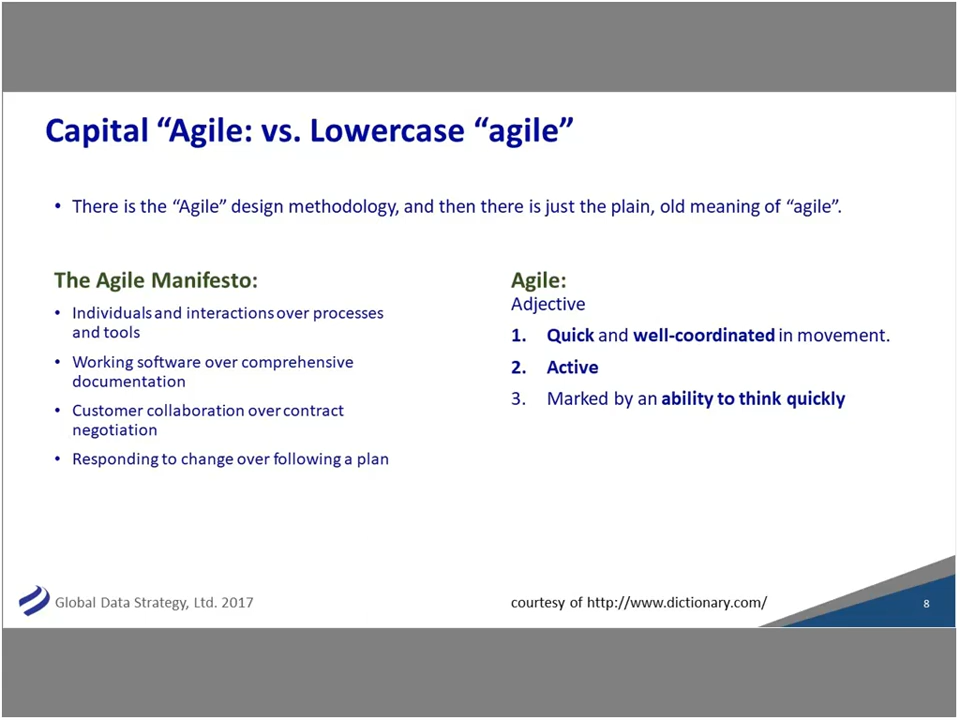 Capital “Agile: vs. Lowercase “agile”
• There is the “Agile” design methodology, and then there is just the plain, old meaning of “agile”.
The Agile Manifesto:
• Individuals and interactions over processes
and tools
• Working software over comprehensive
documentation
• Customer collaboration over contract
negotiation
• Responding to change over following a plan
Agile:
Adjective
1. Quick and well-coordinated in movement.
2. Active
3. Marked by an ability to think quickly
Global Data Strategy, Ltd. 2017
courtesy of http://www.dictionary.com/
8